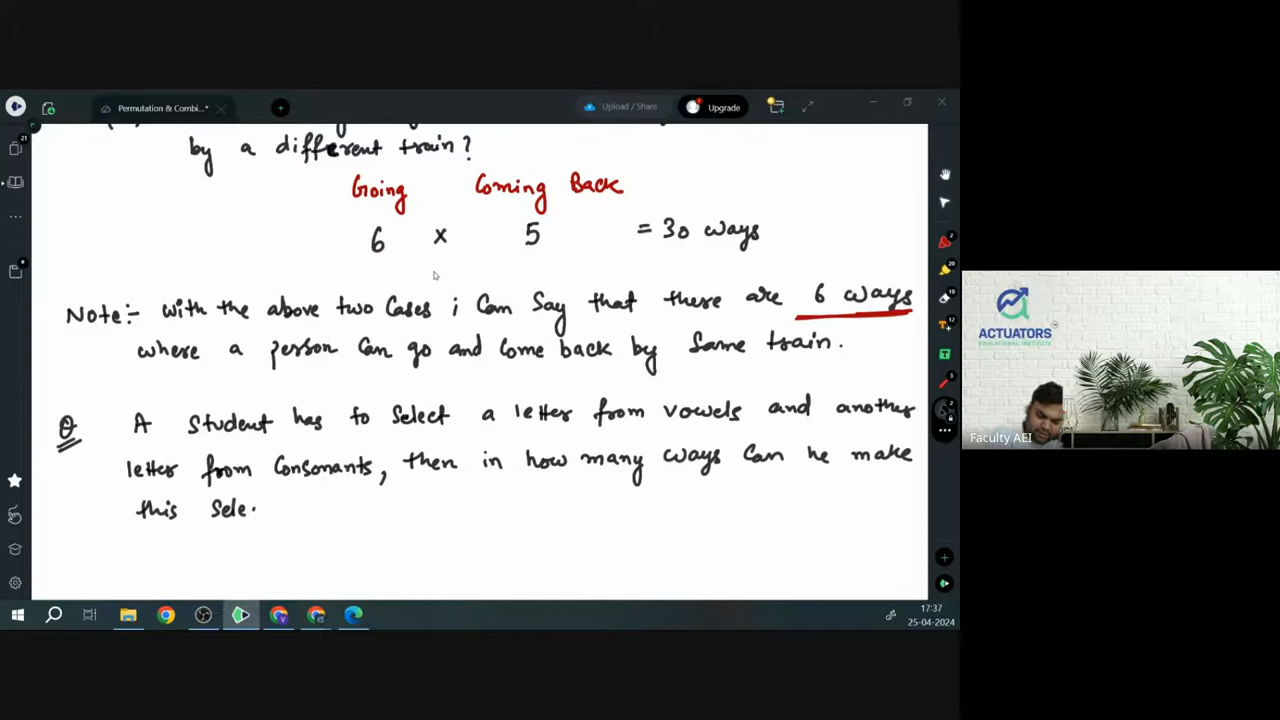 Permutation & Combi...*
Upload / Share
Upgrade
by a different train?
Going Coming Back
6 x 5 = 30 ways
Note:- with the above two Cases i Can Say that there are 6 ways
where a person Can go and Come back by Same train.
Q A Student has to Select a letter from vowels and another
letter from Consonants, then in how many ways Can he make
this Sele.
ACTUATORS
EDUCATIONAL INSTITUTE
Faculty AEI
17:37
25-04-2024